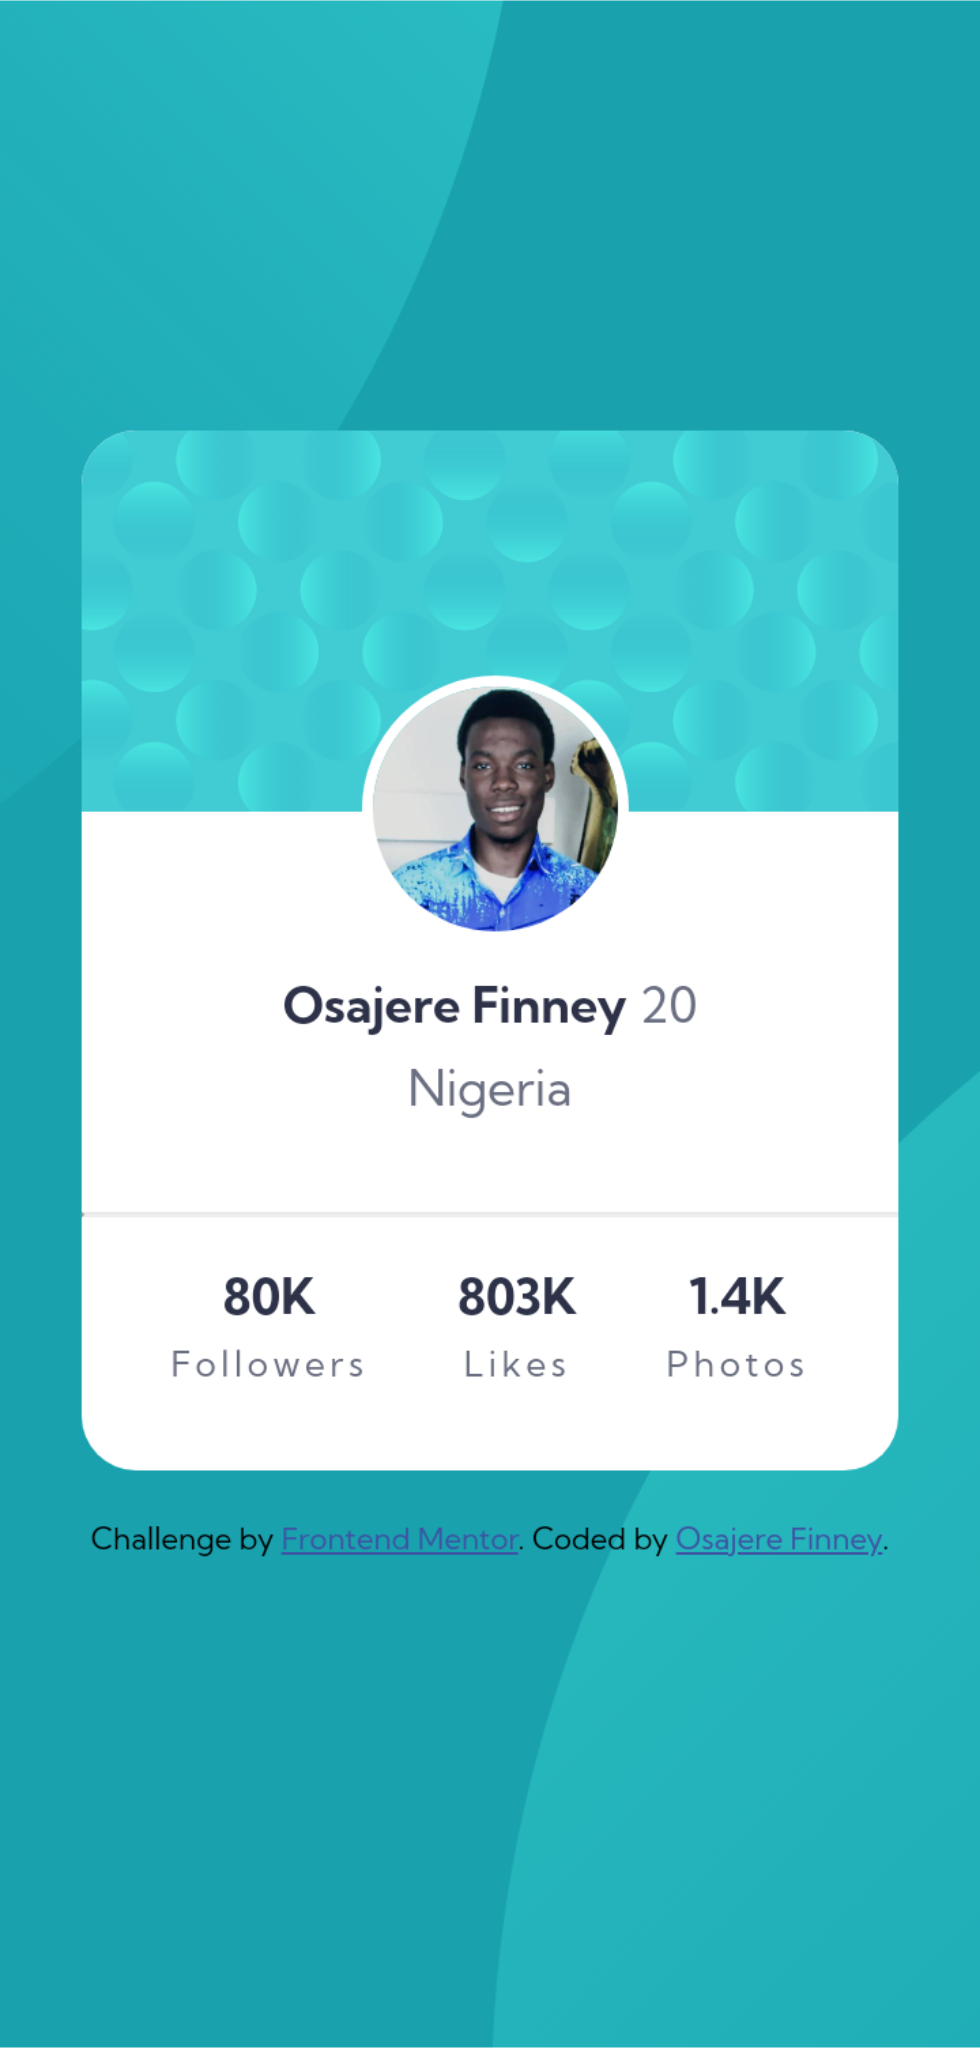 Osajere Finney 20
Nigeria
80K 803K 1.4K
Followers Likes Photos
Challenge by Frontend Mentor. Coded by Osajere Finney.